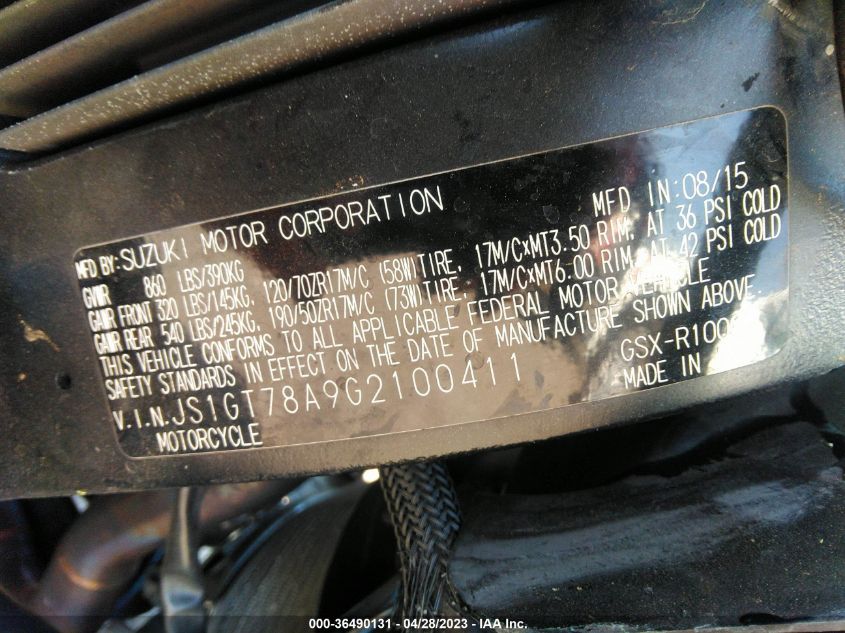 MFD BY:SUZUKI MOTOR CORPORATION MFD IN:08/15
GVWR 860 LBS/390KG
GAWR FRONT 320 LBS/145KG, 120/70ZR17M/C (58W)TIRE, 17M/CxMT3.50 RIM, AT 36 PSI COLD
GAWR REAR 540 LBS/245KG, 190/50ZR17M/C (73W)TIRE, 17M/CxMT6.00 RIM, AT 42 PSI COLD
THIS VEHICLE CONFORMS TO ALL APPLICABLE FEDERAL MOTOR VEHICLE
SAFETY STANDARDS IN EFFECT ON THE DATE OF MANUFACTURE SHOWN ABOVE.
V.I.N.JS1GT78A9G2100411 GSX-R100
MOTORCYCLE MADE IN
000-36490131 - 04/28/2023 - IAA Inc.